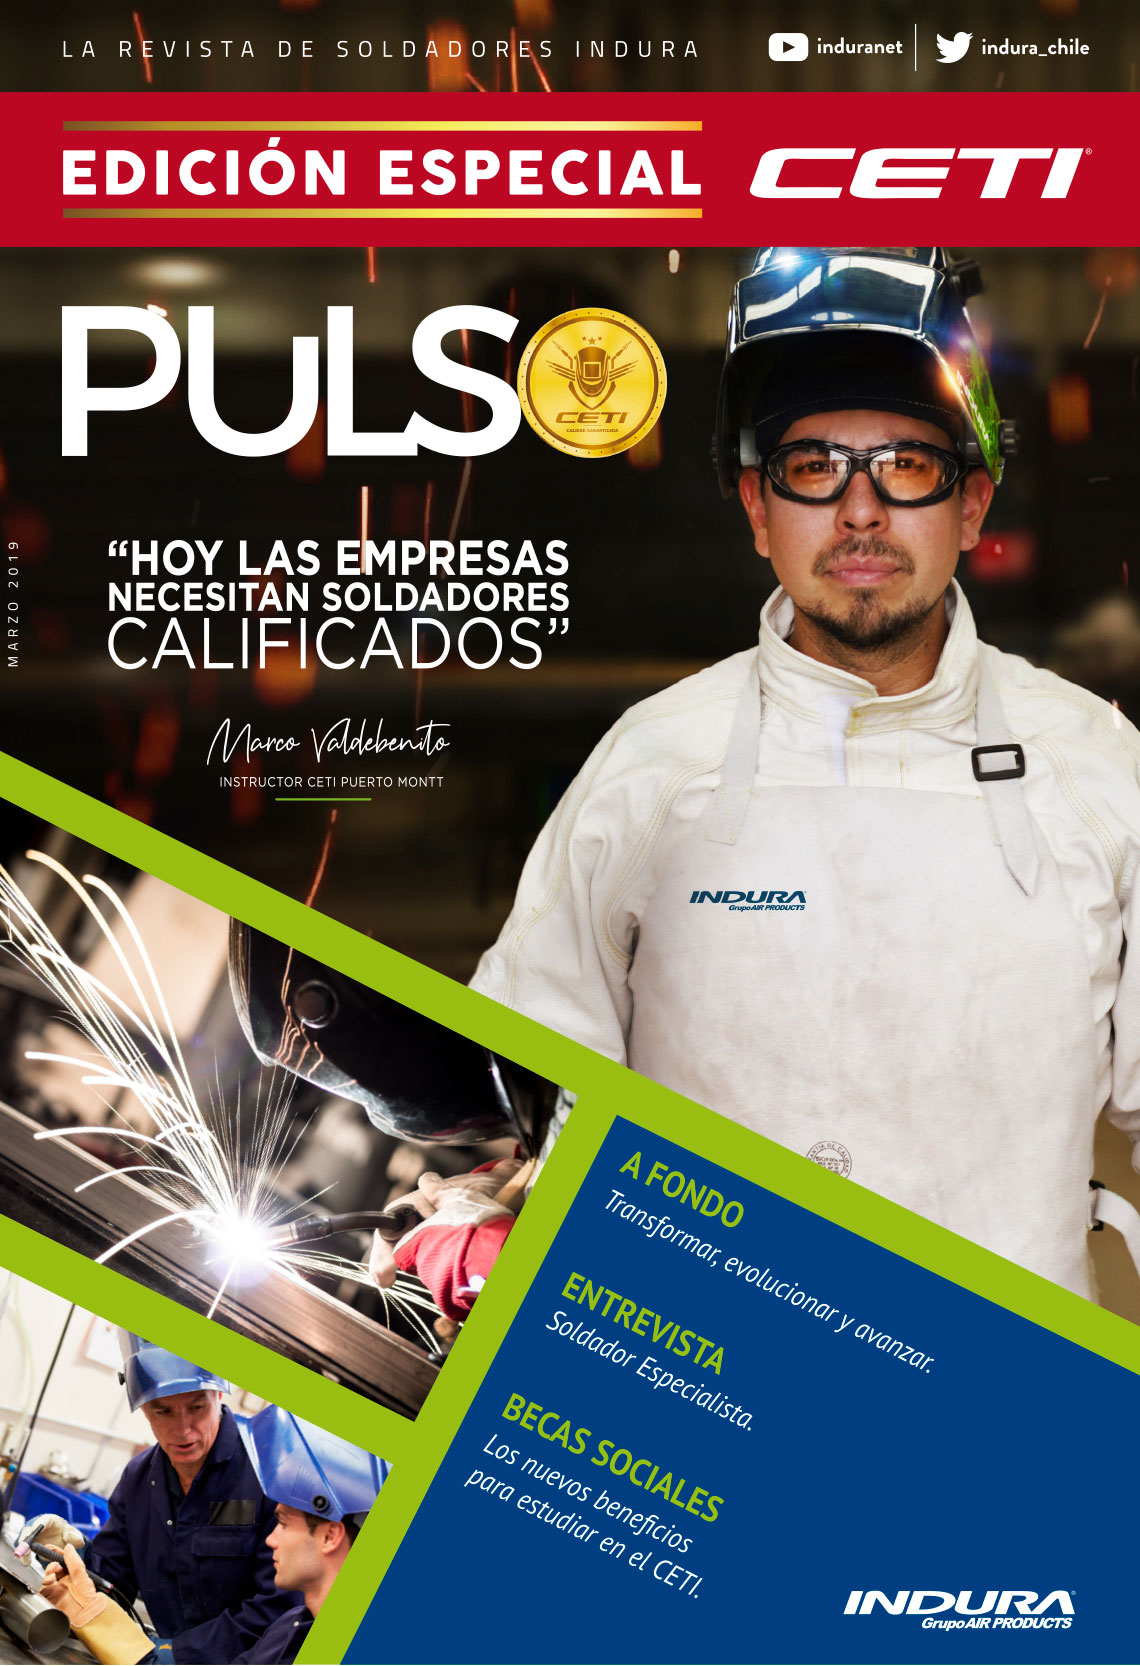 LA REVISTA DE SOLDADORES INDURA
induranet
indura_chile
EDICIÓN ESPECIAL
CETI®
PULSO
CETI
CALIDAD GARANTIZADA
MARZO 2019
“HOY LAS EMPRESAS
NECESITAN SOLDADORES
CALIFICADOS”
Marco Valdebenito
INSTRUCTOR CETI PUERTO MONTT
INDURA
Grupo AIR PRODUCTS
A FONDO
Transformar, evolucionar y avanzar.
ENTREVISTA
Soldador Especialista.
BECAS SOCIALES
Los nuevos beneficios
para estudiar en el CETI.
INDURA®
Grupo AIR PRODUCTS